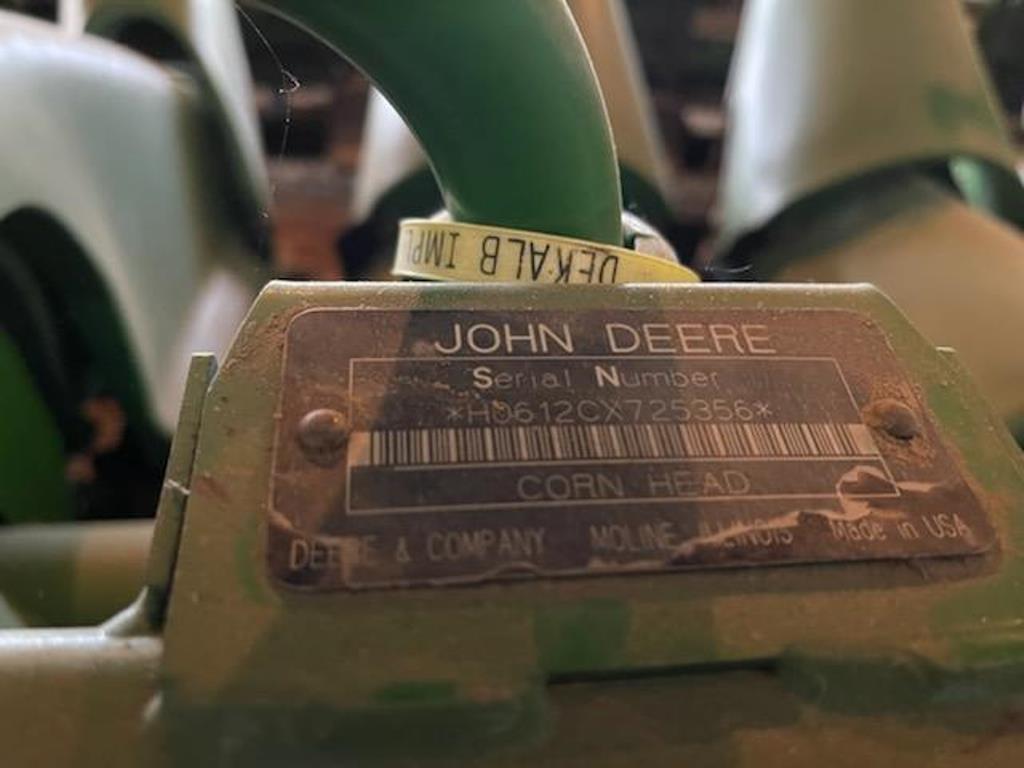 DEKALB IMPL
JOHN DEERE
Serial Number
*H0612CX725356*
CORN HEAD
DEERE & COMPANY MOLINE ILLINOIS Made in USA